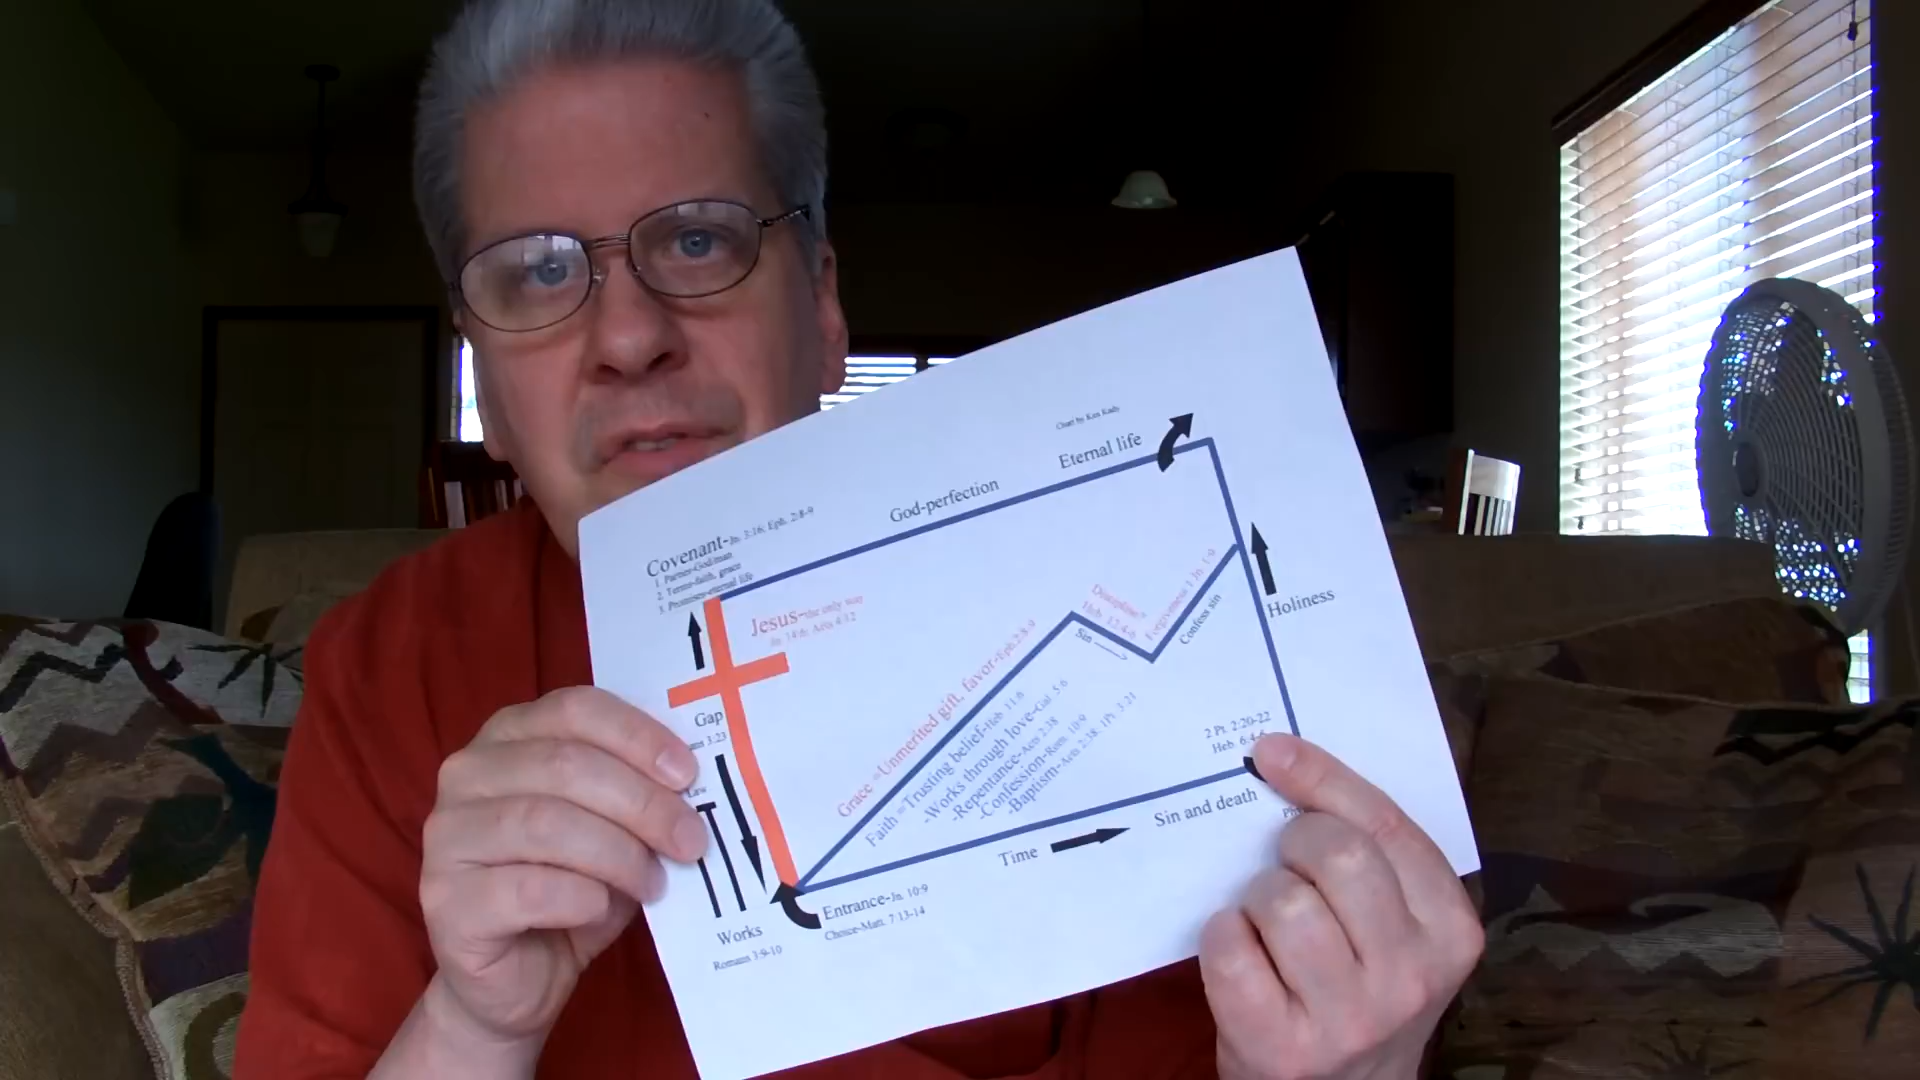 Chart by Ken Rady
Eternal life
God-perfection
Covenant-Jn. 3:16; Eph. 2:8-9
1. Parties-God/man
2. Terms-faith, grace
3. Promises-eternal life
Jesus-the only way
Jn. 14:6; Acts 4:12
Gap
ans 3:23
Law
Works
Romans 3:9-10
Grace =Unmerited gift, favor-Eph.2:8-9
Faith =Trusting belief-Heb. 11:6
-Works through love-Gal. 5:6
-Repentance-Acts 2:38
-Confession-Rom. 10:9
-Baptism-Acts 2:38; 1Pt. 3:21
Sin
Discipline?
Heb. 12:4-6
Forgiveness 1 Jn. 1:9
Confess sin
Holiness
2 Pt. 2:20-22
Heb. 6:4-6
Sin and death
Time
Entrance-Jn. 10:9
Choice-Matt. 7:13-14